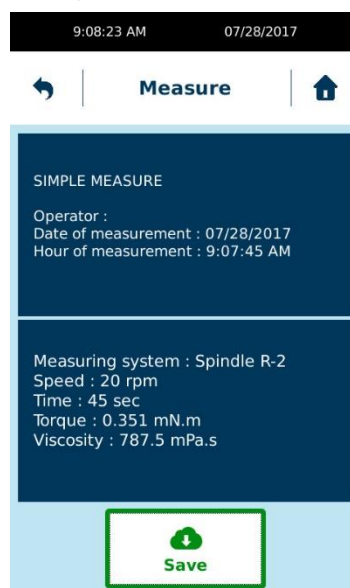 9:08:23 AM 07/28/2017
Measure
SIMPLE MEASURE
Operator :
Date of measurement : 07/28/2017
Hour of measurement : 9:07:45 AM
Measuring system : Spindle R-2
Speed : 20 rpm
Time : 45 sec
Torque : 0.351 mN.m
Viscosity : 787.5 mPa.s
Save